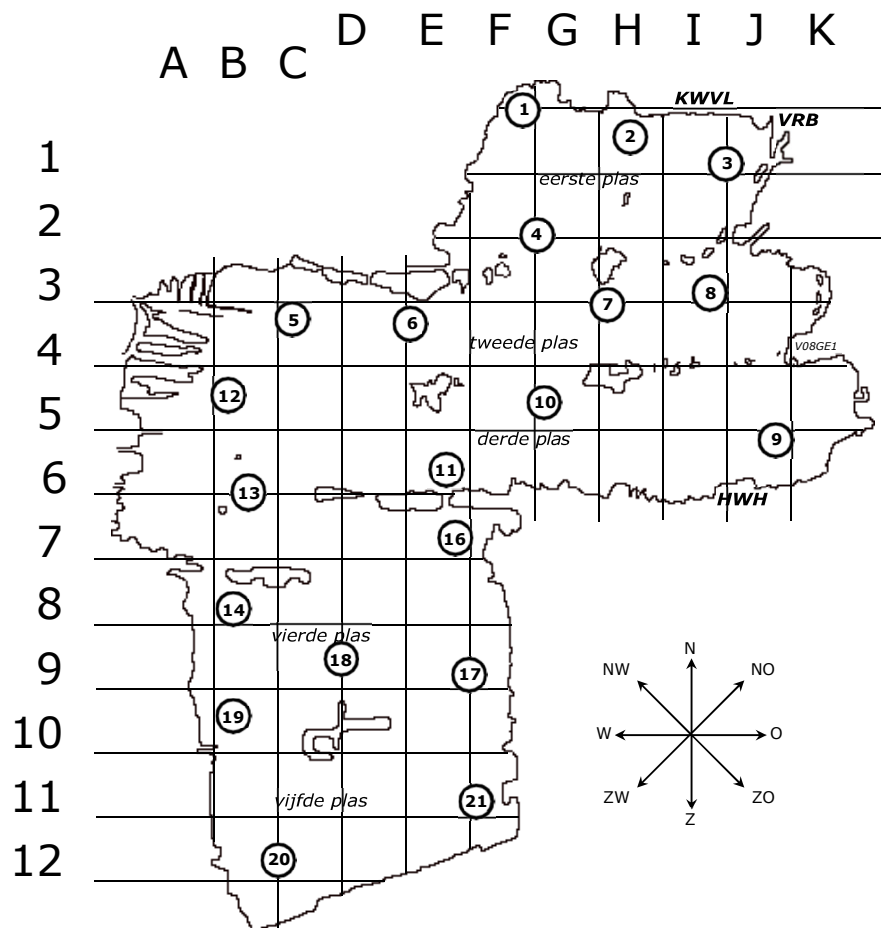 A B C D E F G H I J K
KWVL
1 VRB
2
1 3
eerste plas
2
4
3
8
7
5 6
4 tweede plas V08GE1
12
10
5
derde plas 9
11
6
13 HWH
7 16
8
14
vierde plas
N
18
9 17
NW NO
19
10
W O
11 vijfde plas 21
ZW ZO
Z
12 20